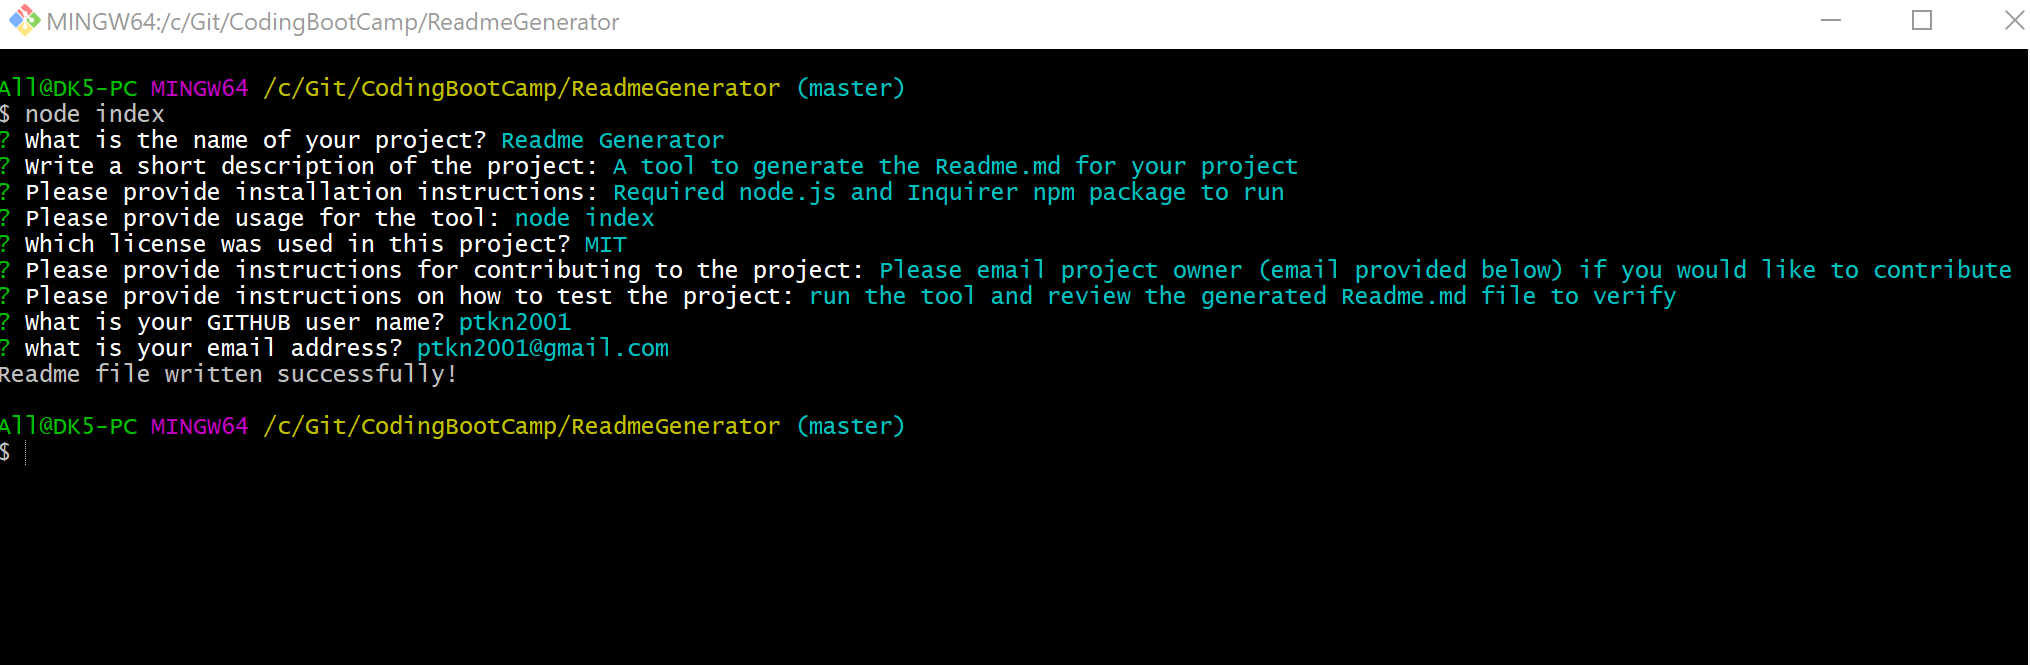 MINGW64:/c/Git/CodingBootCamp/ReadmeGenerator
All@DK5-PC MINGW64 /c/Git/CodingBootCamp/ReadmeGenerator (master)
$ node index
? What is the name of your project? Readme Generator
? Write a short description of the project: A tool to generate the Readme.md for your project
? Please provide installation instructions: Required node.js and Inquirer npm package to run
? Please provide usage for the tool: node index
? Which license was used in this project? MIT
? Please provide instructions for contributing to the project: Please email project owner (email provided below) if you would like to contribute
? Please provide instructions on how to test the project: run the tool and review the generated Readme.md file to verify
? What is your GITHUB user name? ptkn2001
? what is your email address? ptkn2001@gmail.com
Readme file written successfully!
All@DK5-PC MINGW64 /c/Git/CodingBootCamp/ReadmeGenerator (master)
$